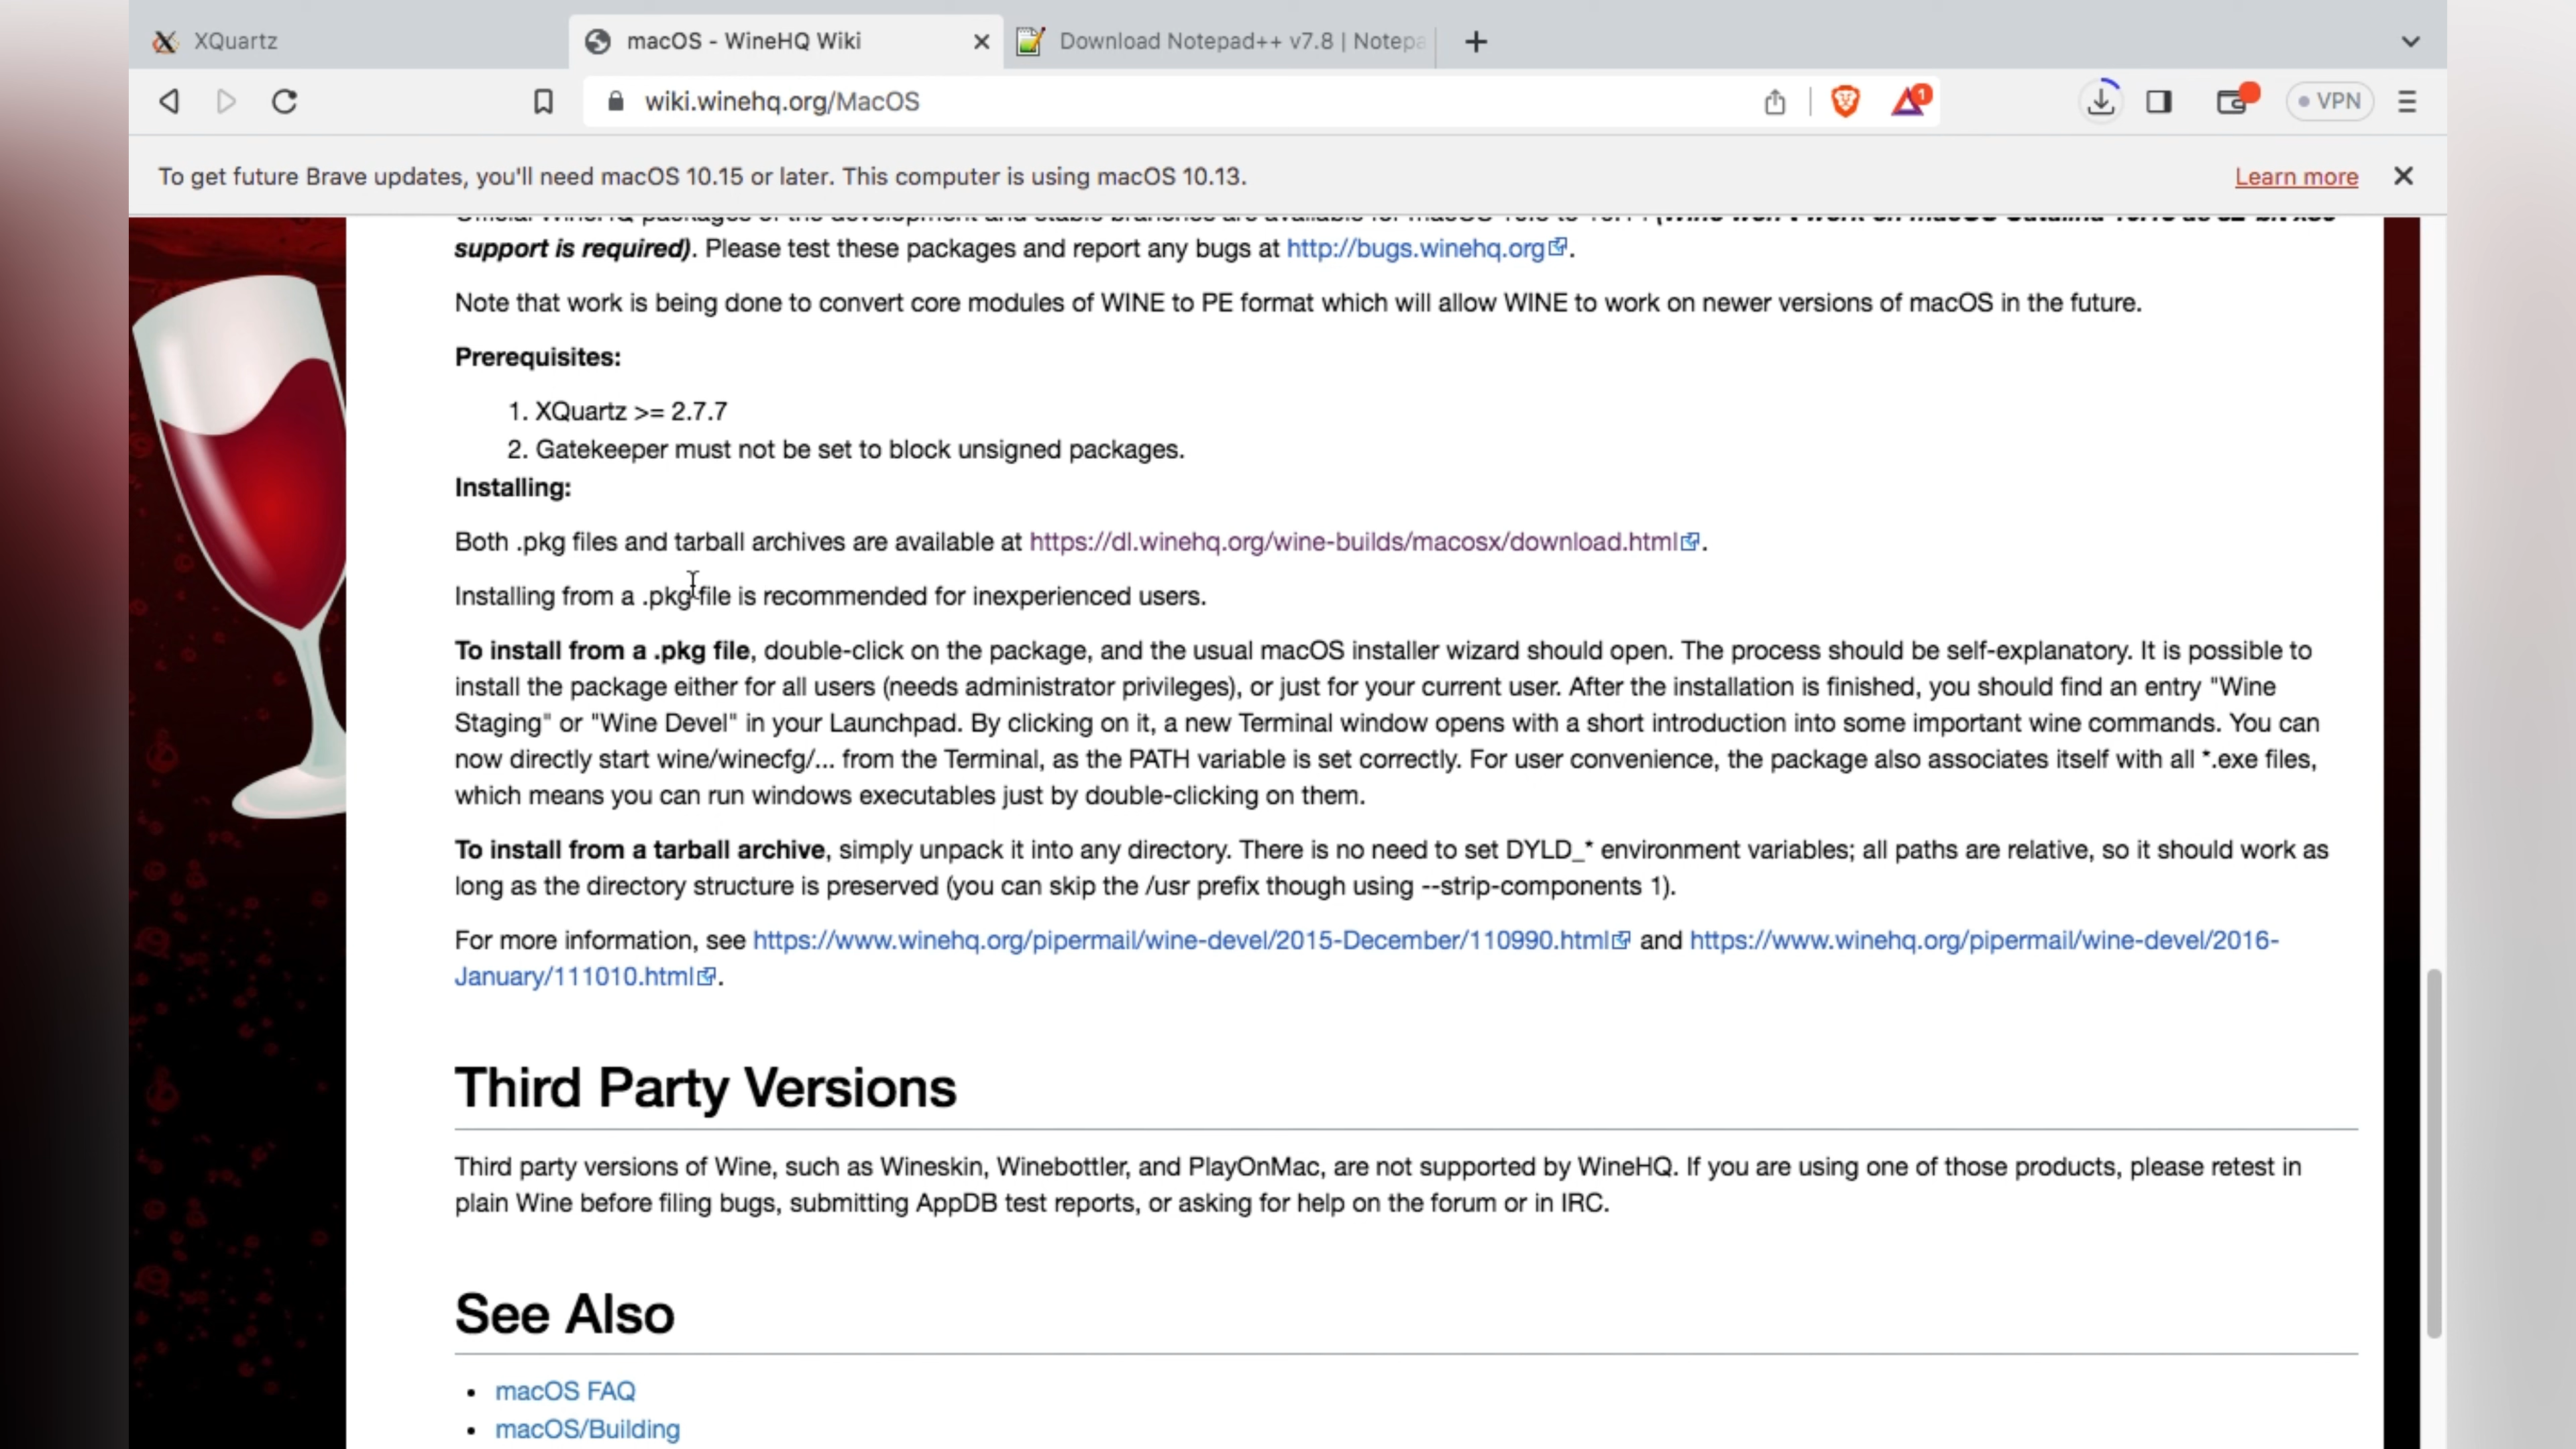 XQuartz
macOS - WineHQ Wiki
Download Notepad++ v7.8 | Notepa
wiki.winehq.org/MacOS
1
VPN
To get future Brave updates, you'll need macOS 10.15 or later. This computer is using macOS 10.13.
Learn more
support is required). Please test these packages and report any bugs at http://bugs.winehq.org.
Note that work is being done to convert core modules of WINE to PE format which will allow WINE to work on newer versions of macOS in the future.
Prerequisites:
1. XQuartz >= 2.7.7
2. Gatekeeper must not be set to block unsigned packages.
Installing:
Both .pkg files and tarball archives are available at https://dl.winehq.org/wine-builds/macosx/download.html.
Installing from a .pkg file is recommended for inexperienced users.
To install from a .pkg file, double-click on the package, and the usual macOS installer wizard should open. The process should be self-explanatory. It is possible to
install the package either for all users (needs administrator privileges), or just for your current user. After the installation is finished, you should find an entry "Wine
Staging" or "Wine Devel" in your Launchpad. By clicking on it, a new Terminal window opens with a short introduction into some important wine commands. You can
now directly start wine/winecfg/... from the Terminal, as the PATH variable is set correctly. For user convenience, the package also associates itself with all *.exe files,
which means you can run windows executables just by double-clicking on them.
To install from a tarball archive, simply unpack it into any directory. There is no need to set DYLD_* environment variables; all paths are relative, so it should work as
long as the directory structure is preserved (you can skip the /usr prefix though using --strip-components 1).
For more information, see https://www.winehq.org/pipermail/wine-devel/2015-December/110990.html and https://www.winehq.org/pipermail/wine-devel/2016-
January/111010.html.
Third Party Versions
Third party versions of Wine, such as Wineskin, Winebottler, and PlayOnMac, are not supported by WineHQ. If you are using one of those products, please retest in
plain Wine before filing bugs, submitting AppDB test reports, or asking for help on the forum or in IRC.
See Also
• macOS FAQ
• macOS/Building